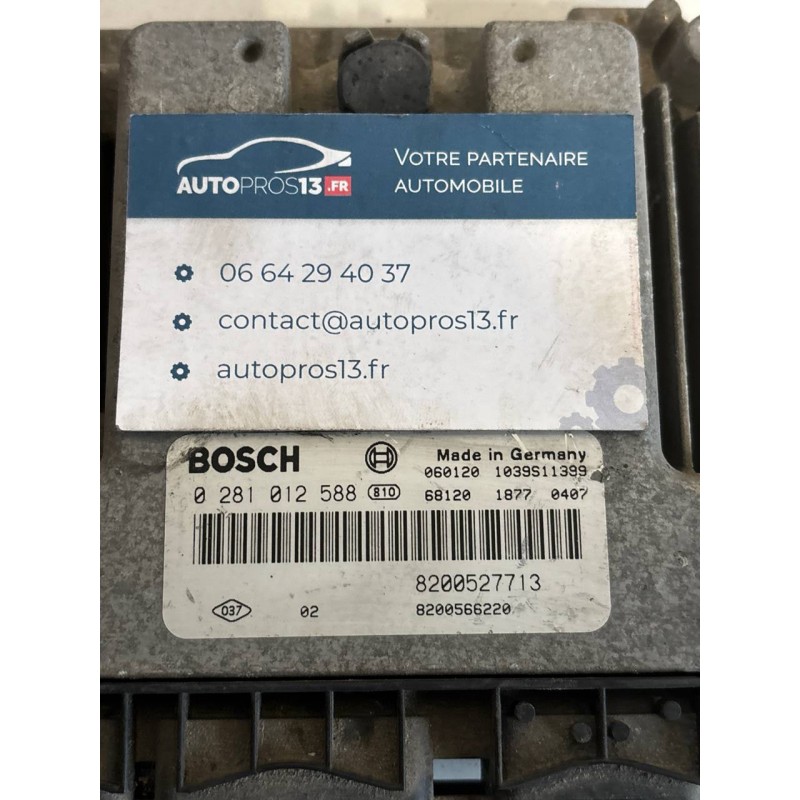 AUTOPROS13.FR
VOTRE PARTENAIRE
AUTOMOBILE
06 64 29 40 37
contact@autopros13.fr
autopros13.fr
BOSCH
Made in Germany
060120 1039S11399
0 281 012 588 810
68120 1877 0407
8200527713
037 02 8200566220